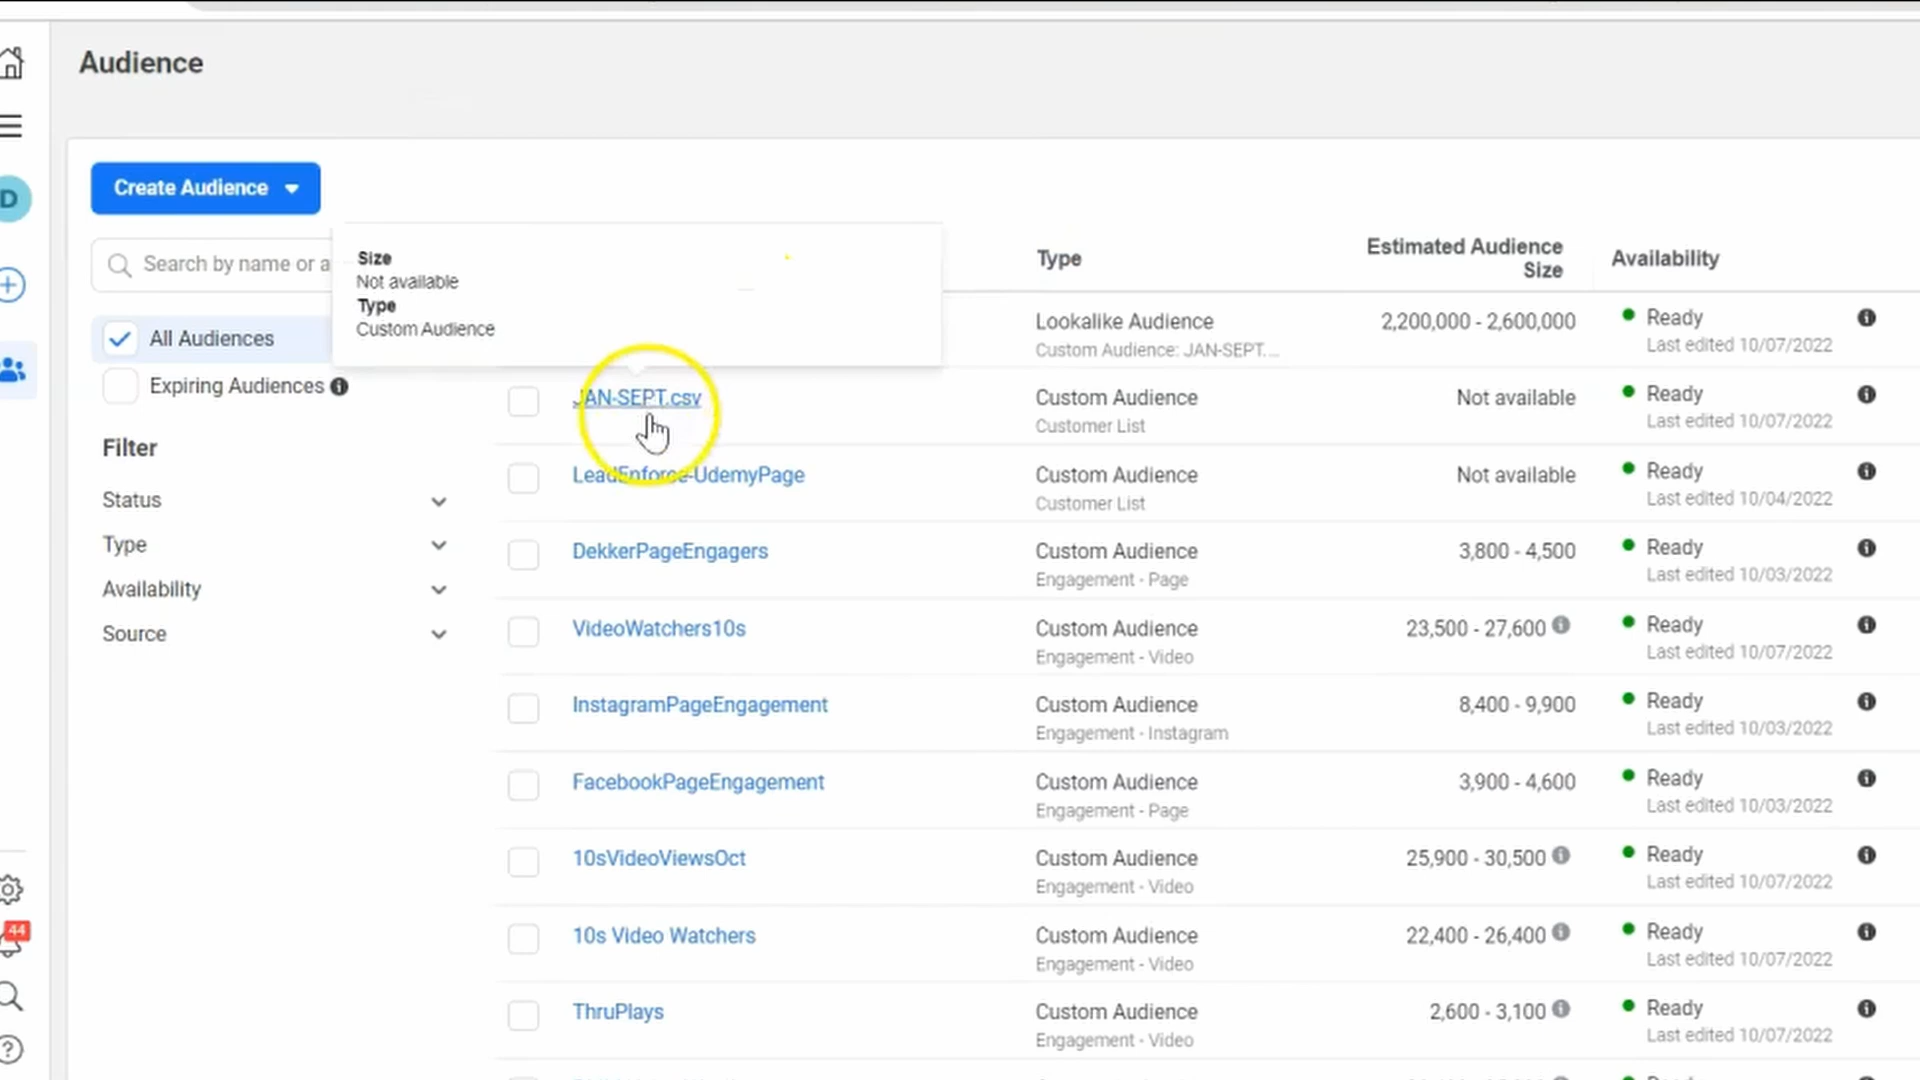 Audience
D
Create Audience
Search by name or a
All Audiences
Expiring Audiences
Filter
Status
Type
Availability
Source
44
Size
Not available
Type
Custom Audience
Type
Estimated Audience
Size
Availability
Lookalike Audience
Custom Audience: JAN-SEPT....
2,200,000 - 2,600,000
Ready
Last edited 10/07/2022
JAN-SEPT.csv
Custom Audience
Customer List
Not available
Ready
Last edited 10/07/2022
LeadEnforce-UdemyPage
Custom Audience
Customer List
Not available
Ready
Last edited 10/04/2022
DekkerPageEngagers
Custom Audience
Engagement - Page
3,800 - 4,500
Ready
Last edited 10/03/2022
VideoWatchers10s
Custom Audience
Engagement - Video
23,500 - 27,600
Ready
Last edited 10/07/2022
InstagramPageEngagement
Custom Audience
Engagement - Instagram
8,400 - 9,900
Ready
Last edited 10/03/2022
FacebookPageEngagement
Custom Audience
Engagement - Page
3,900 - 4,600
Ready
Last edited 10/03/2022
10sVideoViewsOct
Custom Audience
Engagement - Video
25,900 - 30,500
Ready
Last edited 10/07/2022
10s Video Watchers
Custom Audience
Engagement - Video
22,400 - 26,400
Ready
Last edited 10/07/2022
ThruPlays
Custom Audience
Engagement - Video
2,600 - 3,100
Ready
Last edited 10/07/2022